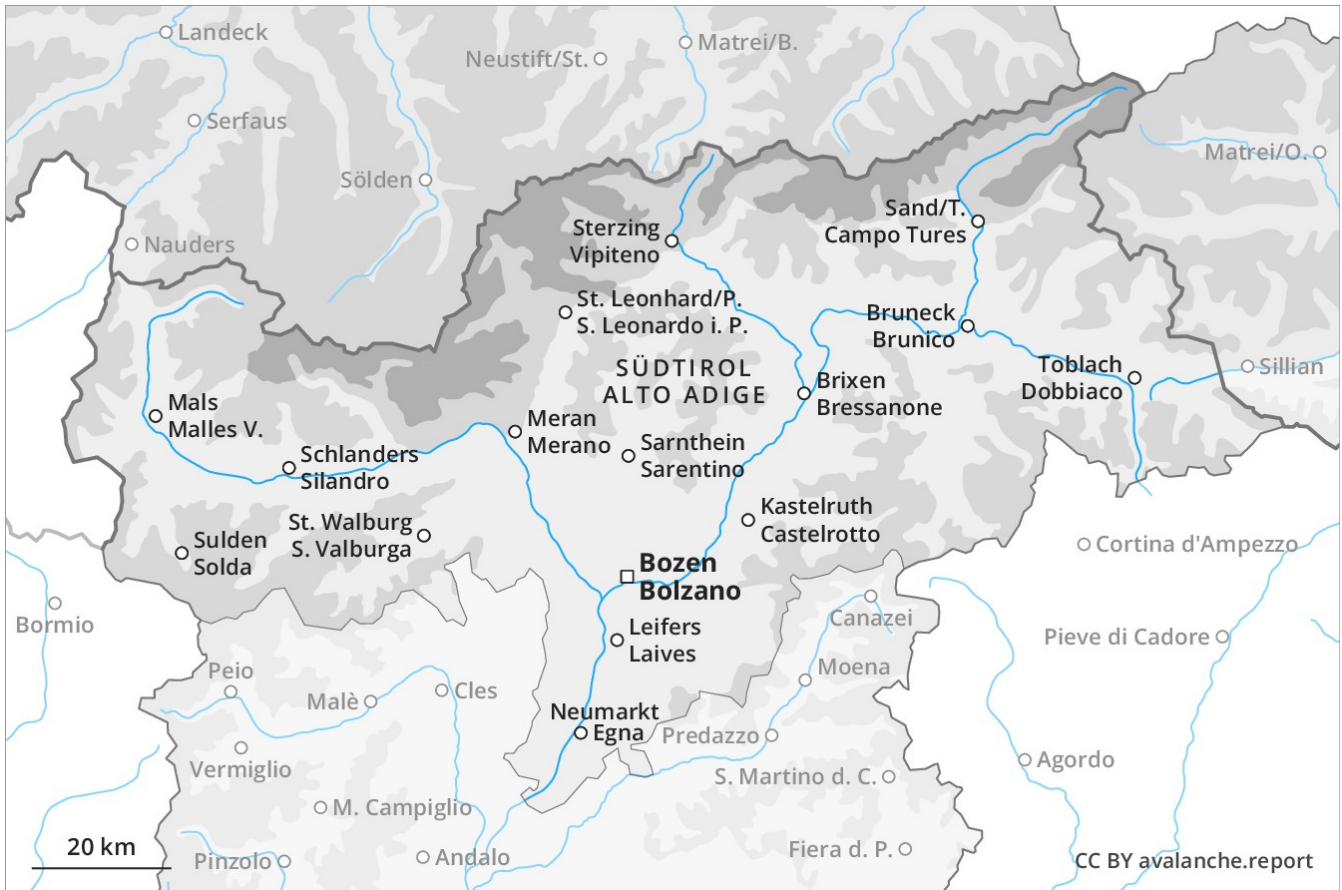 Landeck
Matrei/B.
Neustift/St.
Serfaus
Matrei/O.
Sölden
Sand/T.
Campo Tures
Sterzing
Vipiteno
Nauders
St. Leonhard/P.
S. Leonardo i. P.
Bruneck
Brunico
SÜDTIROL
ALTO ADIGE
Toblach
Dobbiaco
Sillian
Brixen
Bressanone
Mals
Malles V.
Meran
Merano
Sarnthein
Sarentino
Schlanders
Silandro
Kastelruth
Castelrotto
St. Walburg
S. Valburga
Sulden
Solda
Cortina d'Ampezzo
Bozen
Bolzano
Bormio
Canazei
Leifers
Laives
Pieve di Cadore
Peio
Moena
Malè
Cles
Neumarkt
Egna
Predazzo
Vermiglio
Agordo
S. Martino d. C.
M. Campiglio
20 km
Pinzolo
Andalo
Fiera d. P.
CC BY avalanche.report